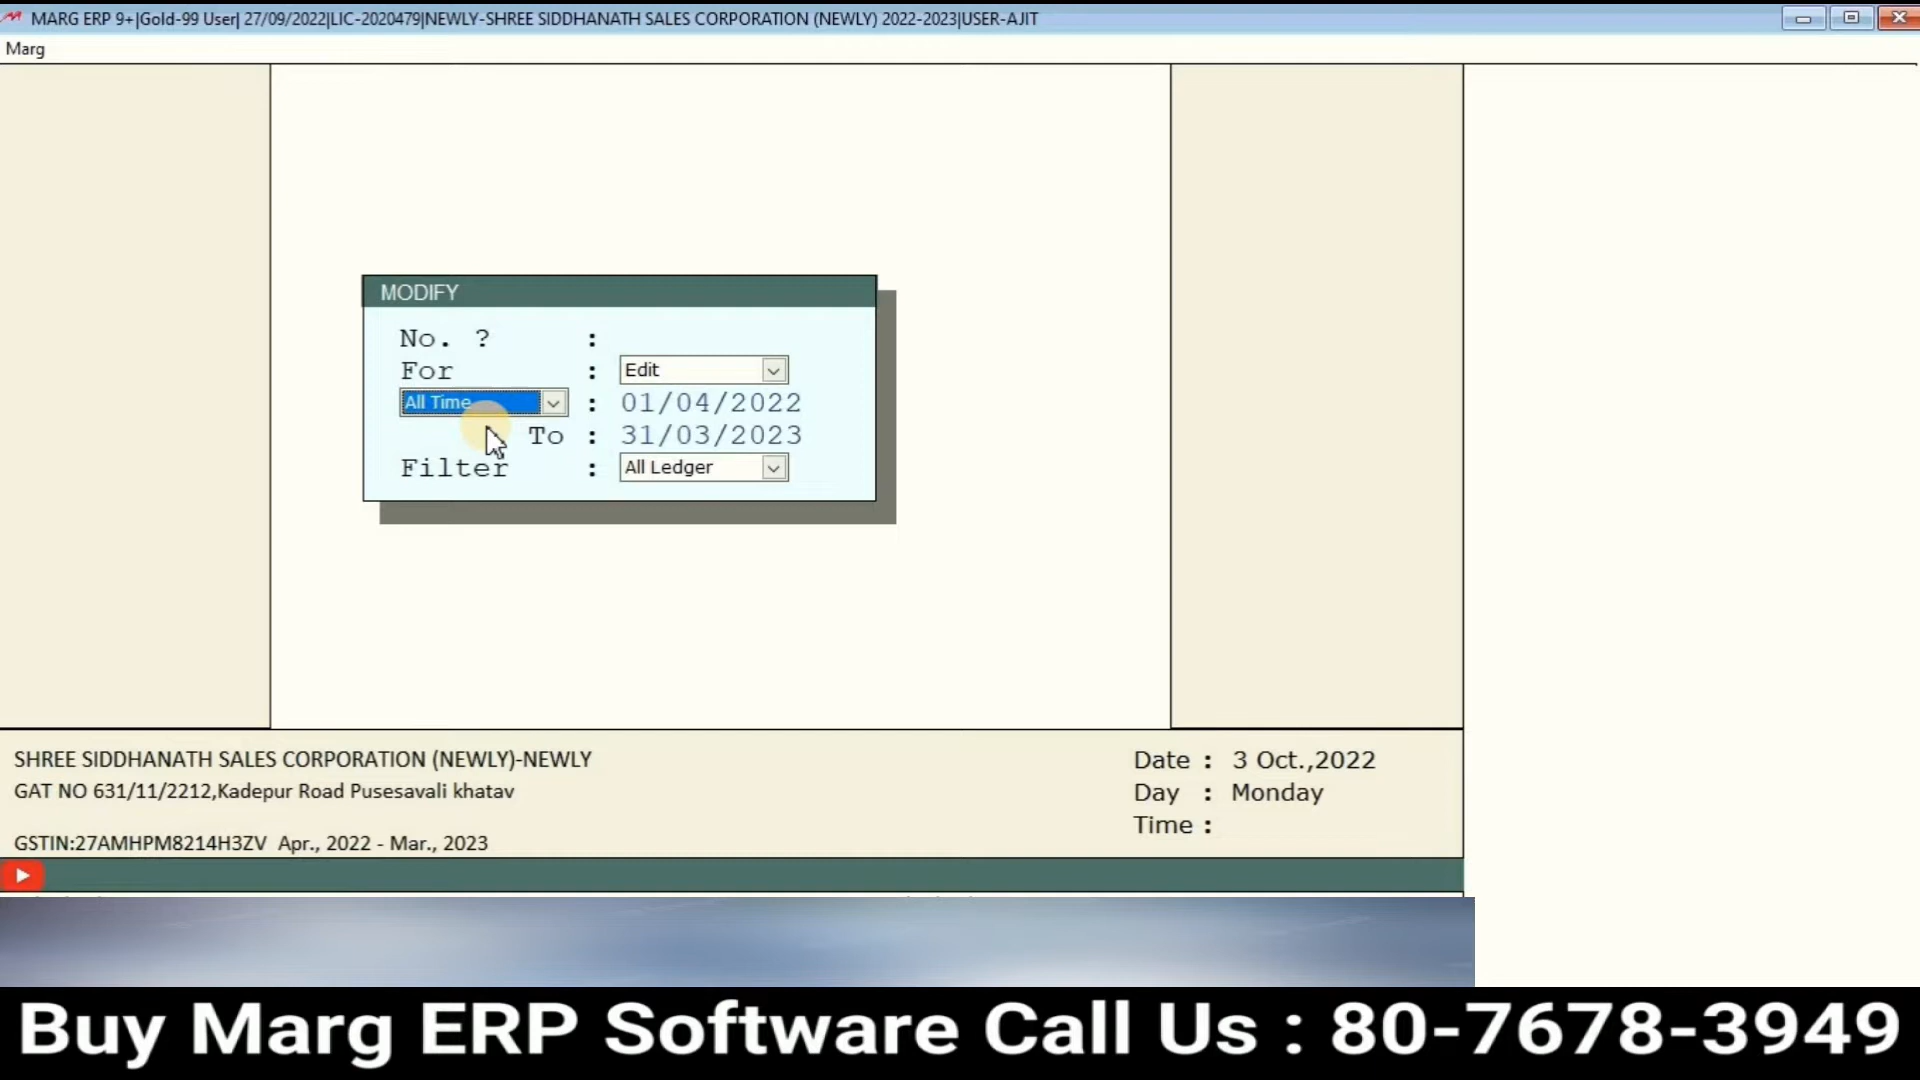 MARG ERP 9+|Gold-99 User| 27/09/2022|LIC-2020479|NEWLY-SHREE SIDDHANATH SALES CORPORATION (NEWLY) 2022-2023|USER-AJIT
Marg
MODIFY
No. ? :
For : Edit
All Time : 01/04/2022
To : 31/03/2023
Filter : All Ledger
SHREE SIDDHANATH SALES CORPORATION (NEWLY)-NEWLY
GAT NO 631/11/2212,Kadepur Road Pusesavali khatav
GSTIN:27AMHPM8214H3ZV Apr., 2022 - Mar., 2023
Date : 3 Oct.,2022
Day : Monday
Time :
Buy Marg ERP Software Call Us : 80-7678-3949